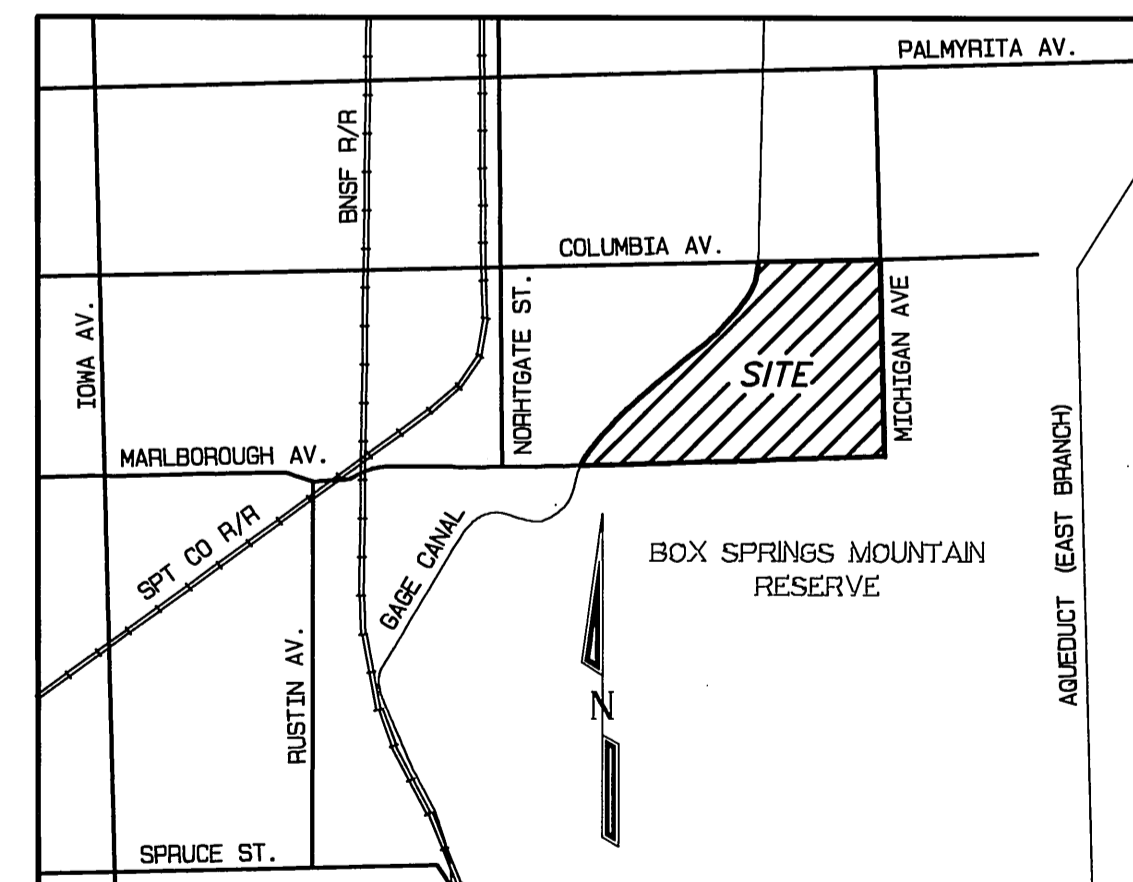 PALMYRITA AV.
BNSF R/R
COLUMBIA AV.
IOWA AV.
NORHTGATE ST.
MICHIGAN AVE
SITE
MARLBOROUGH AV.
SPT CO R/R
GAGE CANAL
BOX SPRINGS MOUNTAIN
RESERVE
AQUEDUCT (EAST BRANCH)
RUSTIN AV.
N
SPRUCE ST.